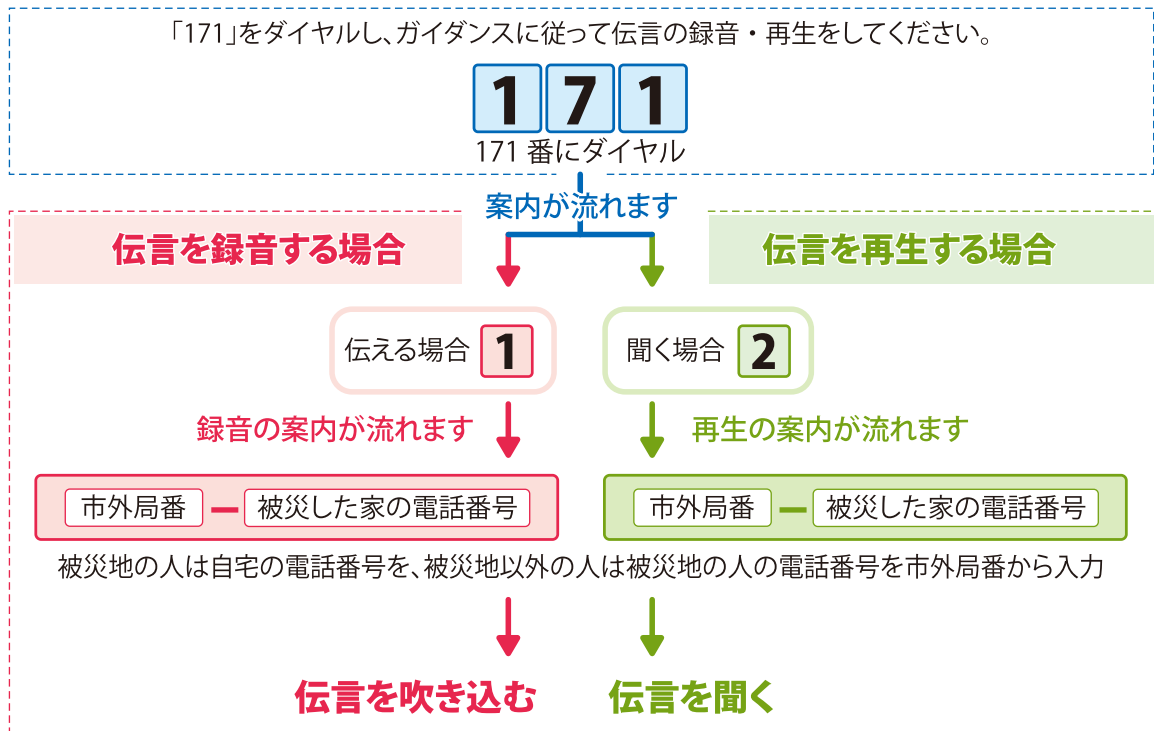 「171」をダイヤルし、ガイダンスに従って伝言の録音・再生をしてください。
1 7 1
171 番にダイヤル
案内が流れます
伝言を録音する場合
伝言を再生する場合
伝える場合 1
聞く場合 2
録音の案内が流れます
再生の案内が流れます
市外局番 ー 被災した家の電話番号
市外局番 ー 被災した家の電話番号
被災地の人は自宅の電話番号を、被災地以外の人は被災地の人の電話番号を市外局番から入力
伝言を吹き込む
伝言を聞く